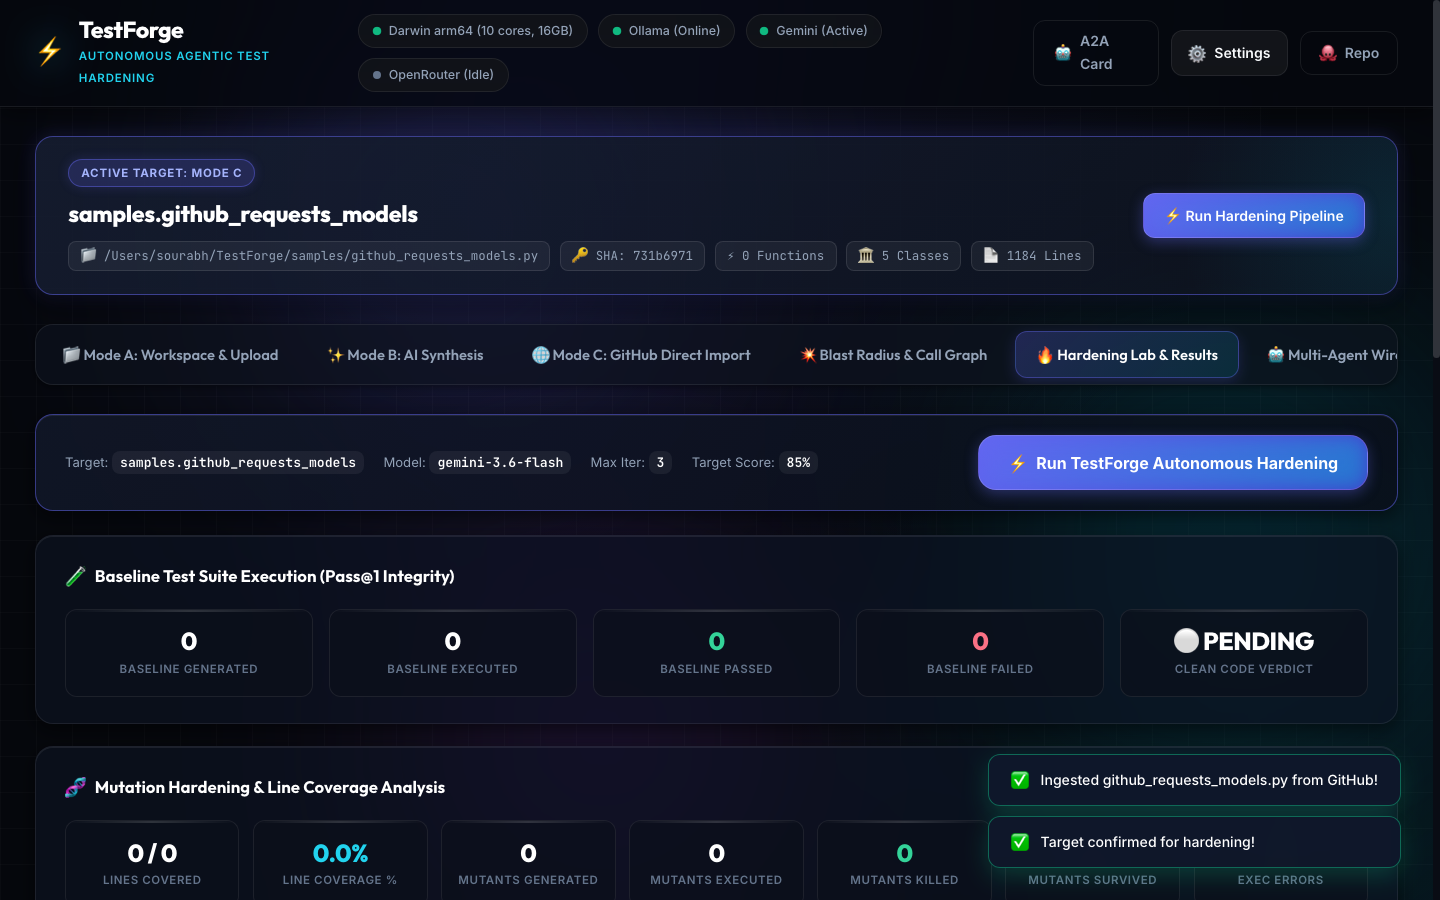 TestForge
AUTONOMOUS AGENTIC TEST
HARDENING
Darwin arm64 (10 cores, 16GB)
Ollama (Online)
Gemini (Active)
OpenRouter (Idle)
A2A
Card
Settings
Repo
ACTIVE TARGET: MODE C
samples.github_requests_models
/Users/sourabh/TestForge/samples/github_requests_models.py
SHA: 731b6971
⚡ 0 Functions
5 Classes
1184 Lines
Run Hardening Pipeline
Mode A: Workspace & Upload
Mode B: AI Synthesis
Mode C: GitHub Direct Import
Blast Radius & Call Graph
Hardening Lab & Results
Multi-Agent Wir
Target: samples.github_requests_models
Model: gemini-3.6-flash
Max Iter: 3
Target Score: 85%
Run TestForge Autonomous Hardening
Baseline Test Suite Execution (Pass@1 Integrity)
0
BASELINE GENERATED
0
BASELINE EXECUTED
0
BASELINE PASSED
0
BASELINE FAILED
PENDING
CLEAN CODE VERDICT
Mutation Hardening & Line Coverage Analysis
0 / 0
LINES COVERED
0.0%
LINE COVERAGE %
0
MUTANTS GENERATED
0
MUTANTS EXECUTED
0
MUTANTS KILLED
MUTANTS SURVIVED
EXEC ERRORS
Ingested github_requests_models.py from GitHub!
Target confirmed for hardening!